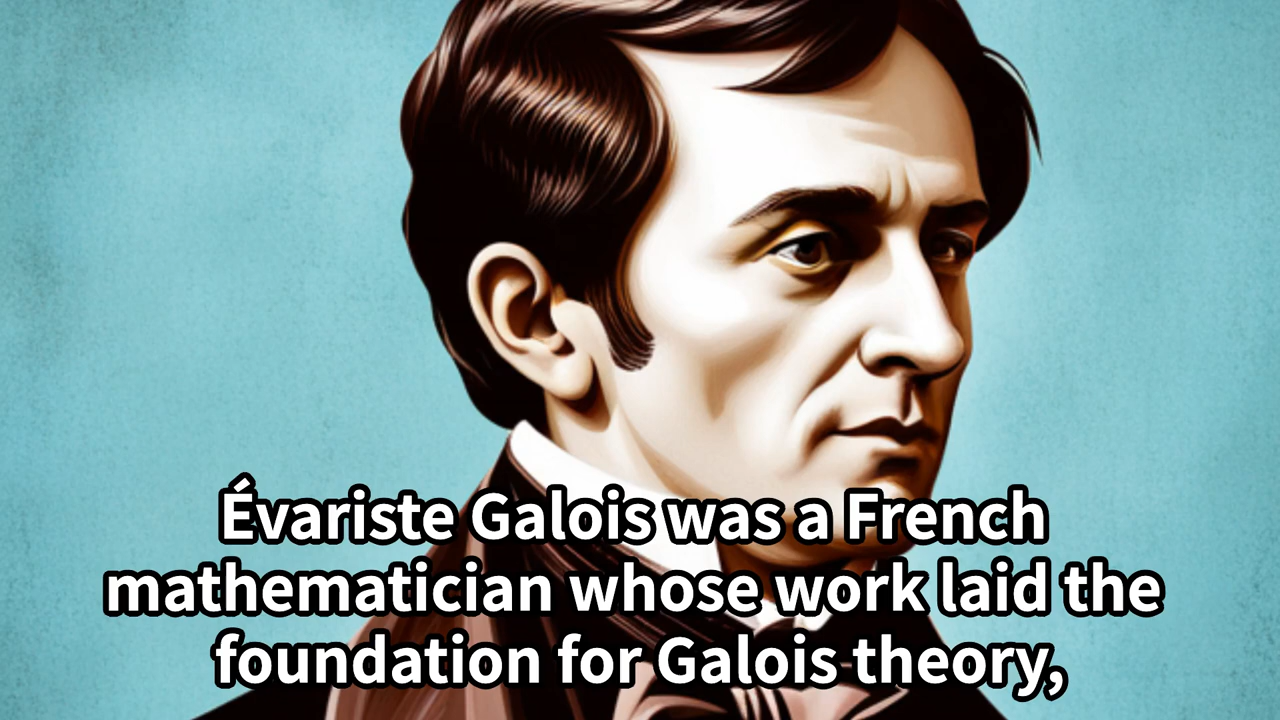 Évariste Galois was a French
mathematician whose work laid the
foundation for Galois theory,